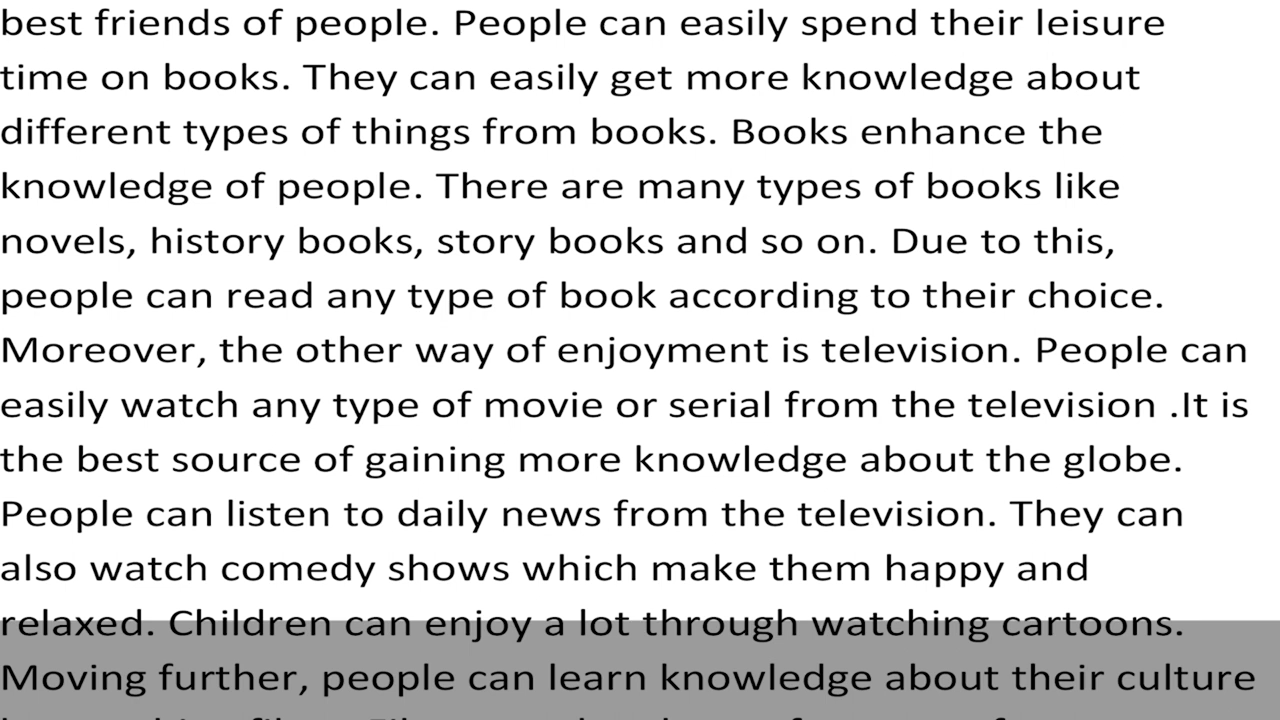 best friends of people. People can easily spend their leisure
time on books. They can easily get more knowledge about
different types of things from books. Books enhance the
knowledge of people. There are many types of books like
novels, history books, story books and so on. Due to this,
people can read any type of book according to their choice.
Moreover, the other way of enjoyment is television. People can
easily watch any type of movie or serial from the television .It is
the best source of gaining more knowledge about the globe.
People can listen to daily news from the television. They can
also watch comedy shows which make them happy and
relaxed. Children can enjoy a lot through watching cartoons.
Moving further, people can learn knowledge about their culture